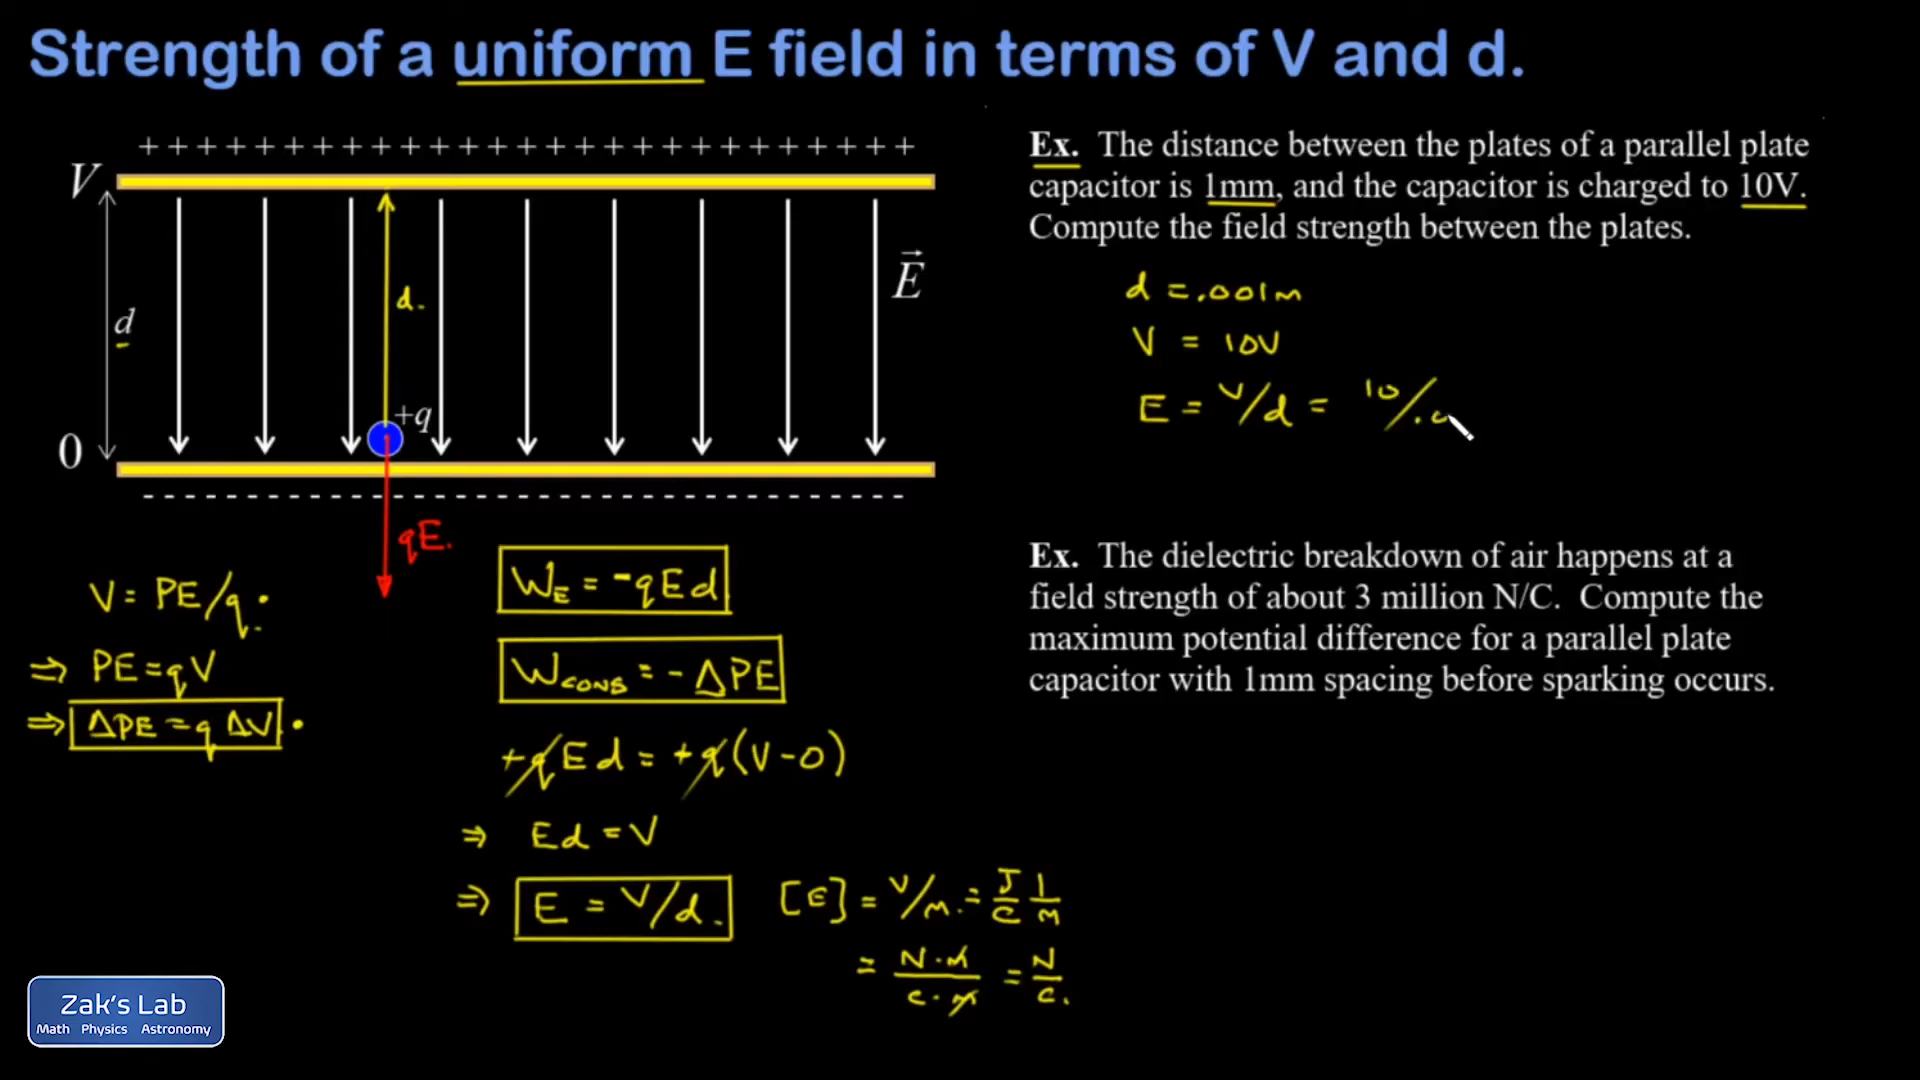 Strength of a uniform E field in terms of V and d.
+++++++++++++++++++++++++++
V
d
d.
E
+q
0
---------------------------------
qE.
V = PE/q.
⇒ PE = qV
⇒ ΔPE = q ΔV.
W_E = -qEd
W_CONS = -ΔPE
+qEd = +q(V-0)
⇒ Ed = V
⇒ E = V/d.
[E] = V/m. = J/C 1/m
= N·m/C·m = N/C.
Ex. The distance between the plates of a parallel plate
capacitor is 1mm, and the capacitor is charged to 10V.
Compute the field strength between the plates.
d = .001m
V = 10V
E = V/d = 10/.0
Ex. The dielectric breakdown of air happens at a
field strength of about 3 million N/C. Compute the
maximum potential difference for a parallel plate
capacitor with 1mm spacing before sparking occurs.
Zak's Lab
Math Physics Astronomy